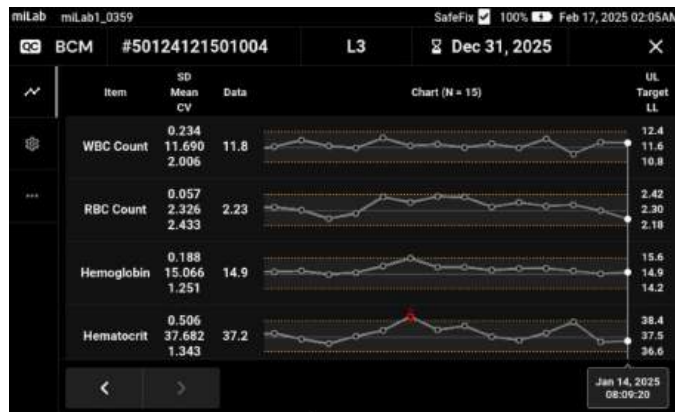 miLab miLab1_0359 SafeFix 100% Feb 17, 2025 02:05AM
QC BCM #50124121501004 L3 Dec 31, 2025
Item SD Mean CV Data Chart (N = 15) UL Target LL
0.234 12.4
WBC Count 11.690 11.8 11.6
2.006 10.8
0.057 2.42
RBC Count 2.326 2.23 2.30
2.433 2.18
0.188 15.6
Hemoglobin 15.066 14.9 14.9
1.251 14.2
0.506 38.4
Hematocrit 37.682 37.2 37.5
1.343 36.6
Jan 14, 2025
08:09:20